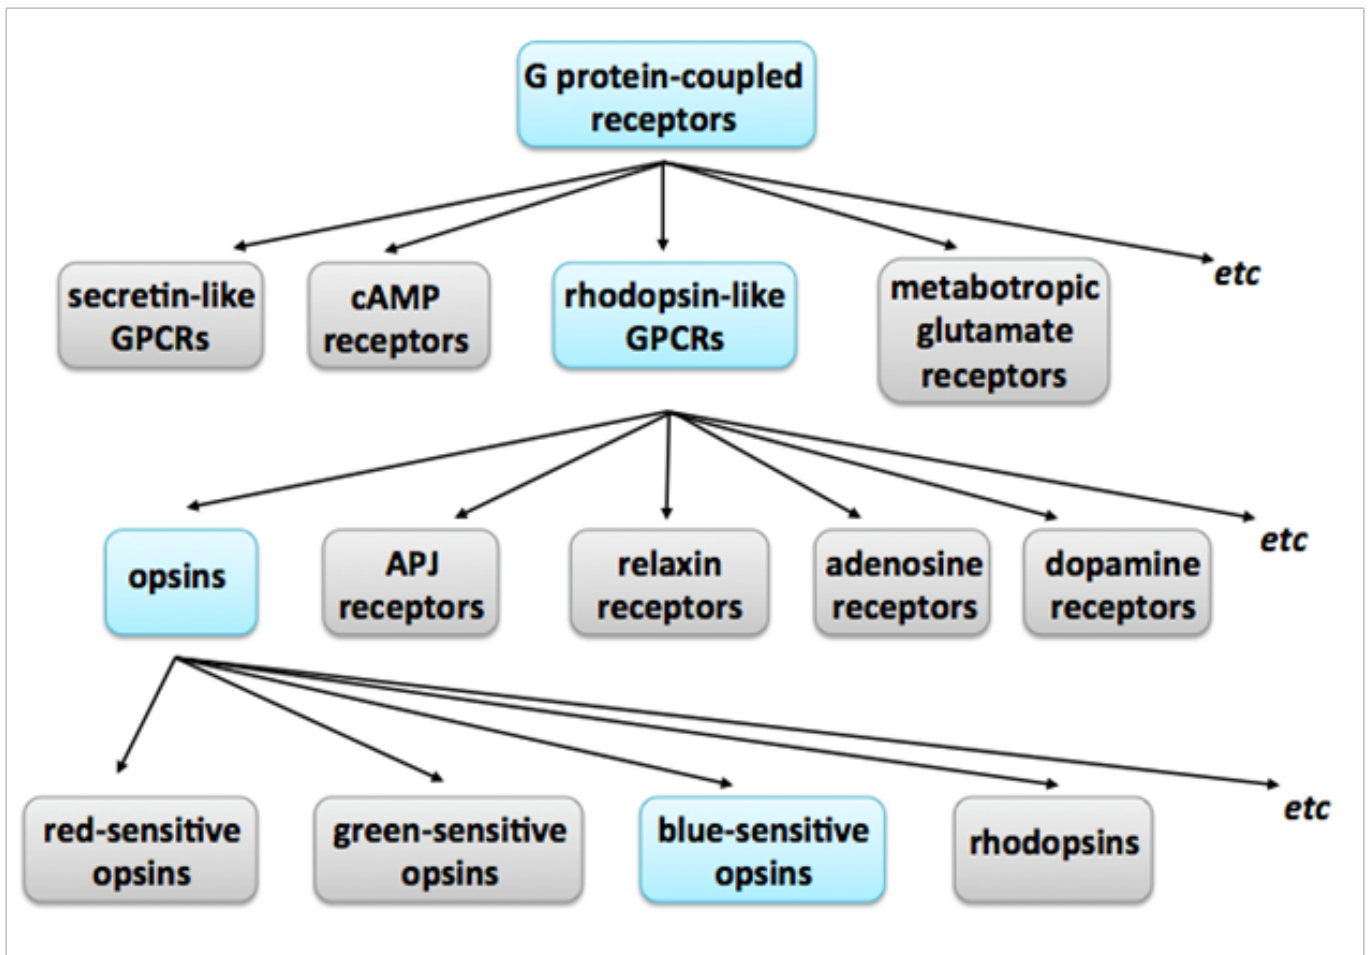 G protein-coupled
receptors
secretin-like
GPCRs
cAMP
receptors
rhodopsin-like
GPCRs
metabotropic
glutamate
receptors
etc
opsins
APJ
receptors
relaxin
receptors
adenosine
receptors
dopamine
receptors
etc
red-sensitive
opsins
green-sensitive
opsins
blue-sensitive
opsins
rhodopsins
etc